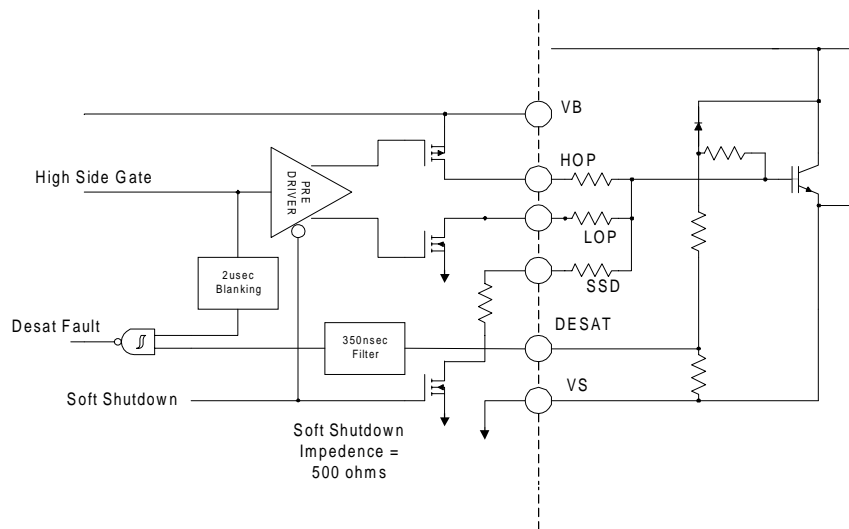 VB
HOP
High Side Gate
PRE
DRIVER
LOP
2usec
Blanking
SSD
Desat Fault
DESAT
350nsec
Filter
Soft Shutdown
VS
Soft Shutdown
Impedence =
500 ohms